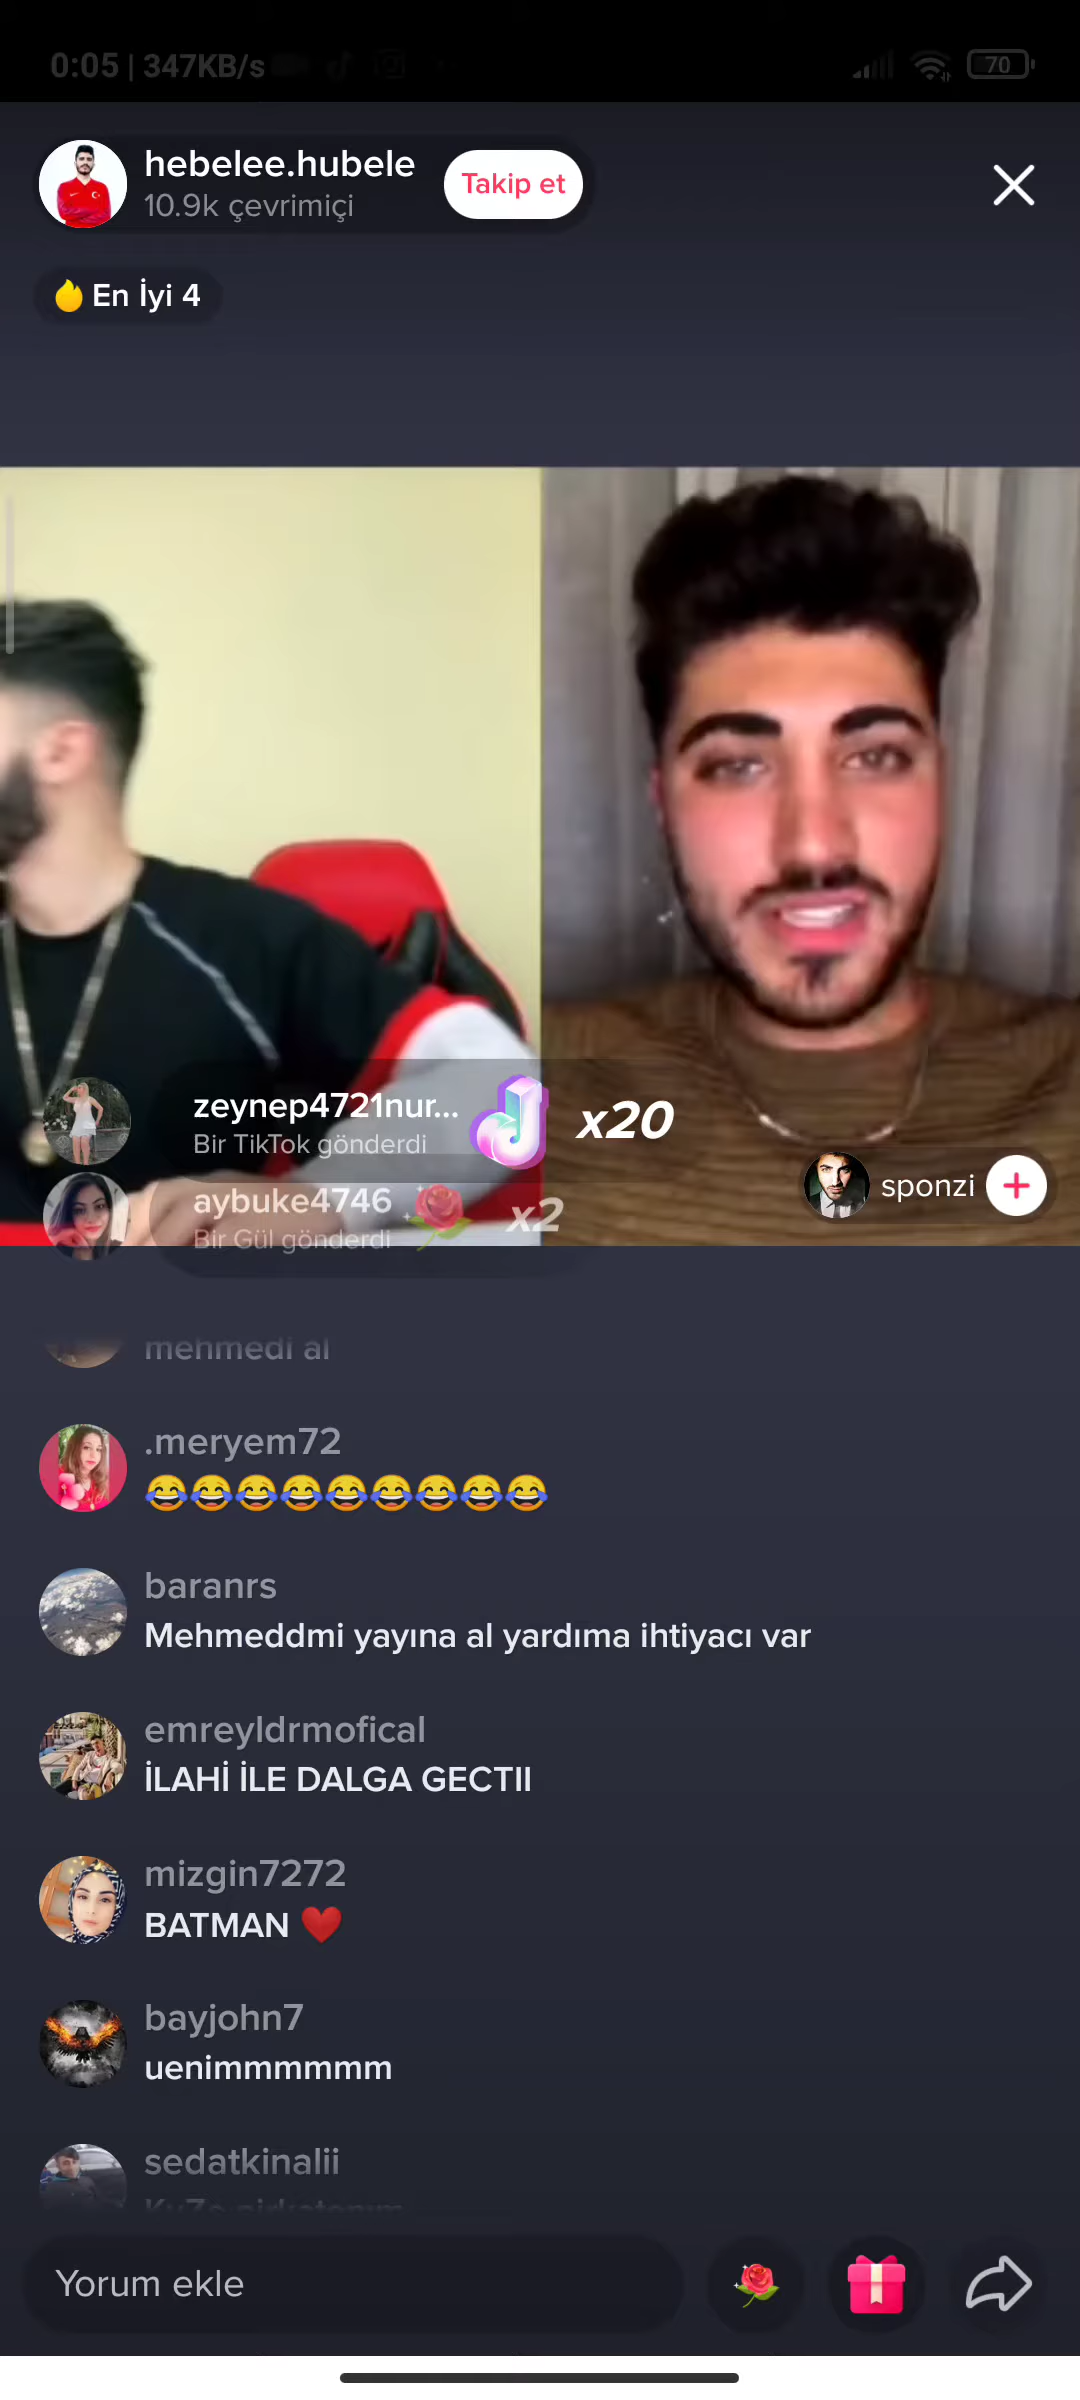 0:05 | 347KB/s
70
hebelee.hubele
10.9k çevrimiçi
Takip et
En İyi 4
zeynep4721nur...
Bir TikTok gönderdi
x20
aybuke4746
Bir Gül gönderdi
x2
sponzi
mehmedi al
.meryem72
😂😂😂😂😂😂😂😂😂
baranrs
Mehmeddmi yayına al yardıma ihtiyacı var
emreyldrmofical
İLAHİ İLE DALGA GECTII
mizgin7272
BATMAN ❤️
bayjohn7
uenimmmmmm
sedatkinalii
Yorum ekle